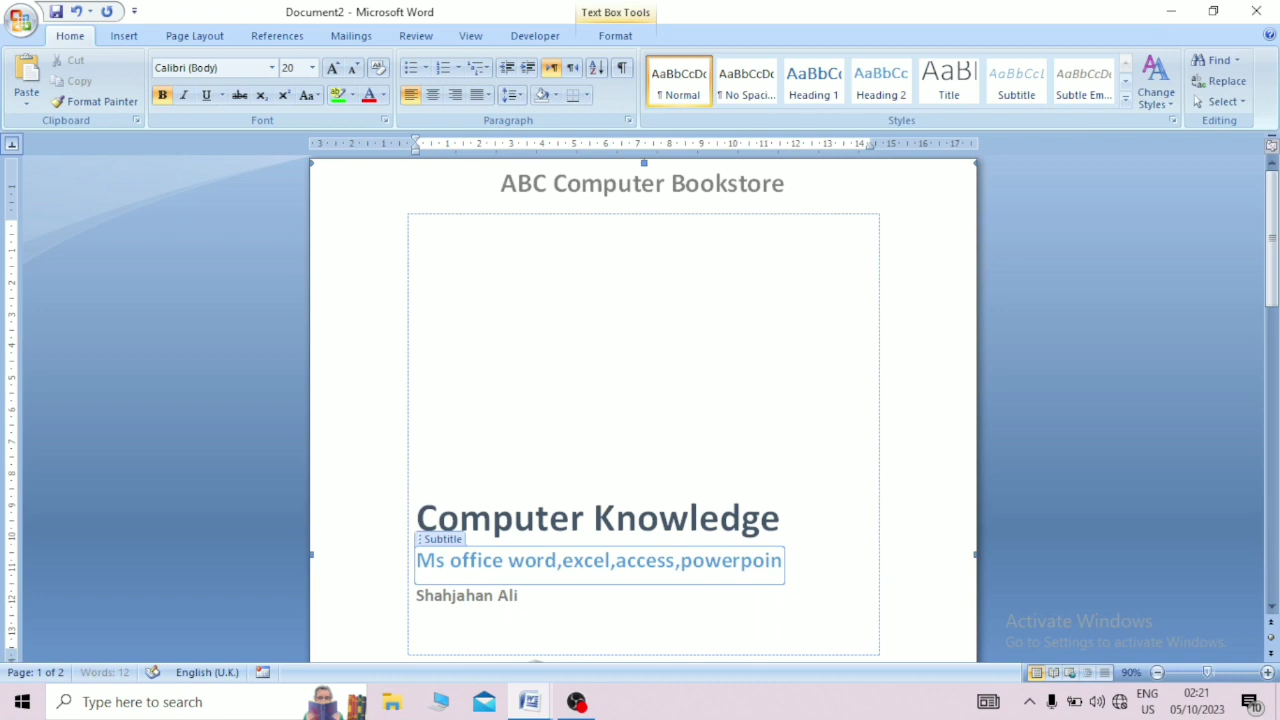 Document2 - Microsoft Word
Text Box Tools
Home
Insert
Page Layout
References
Mailings
Review
View
Developer
Format
Paste
Cut
Copy
Format Painter
Clipboard
Calibri (Body)
20
Font
Paragraph
AaBbCcDc
¶ Normal
AaBbCcDc
¶ No Spaci...
AaBbC
Heading 1
AaBbCc
Heading 2
AaBl
Title
AaBbCcl
Subtitle
AaBbCcDc
Subtle Em...
Change Styles
Styles
Find
Replace
Select
Editing
ABC Computer Bookstore
Computer Knowledge
Subtitle
Ms office word,excel,access,powerpoin
Shahjahan Ali
Activate Windows
Go to Settings to activate Windows.
Page: 1 of 2
Words: 12
English (U.K.)
90%
Type here to search
ENG
US
02:21
05/10/2023
10